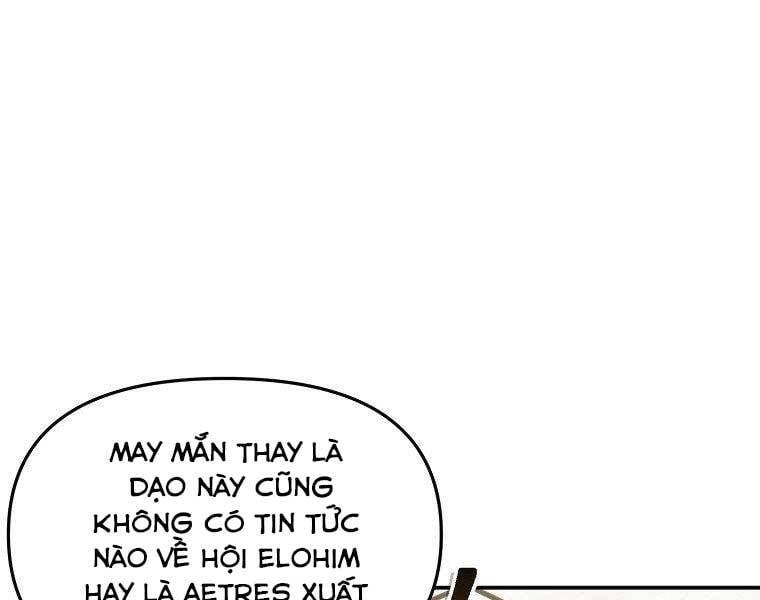 MAY MẮN THAY LÀ
DẠO NÀY CŨNG
KHÔNG CÓ TIN TỨC
NÀO VỀ HỘI ELOHIM
HAY LÀ AETRES XUẤT